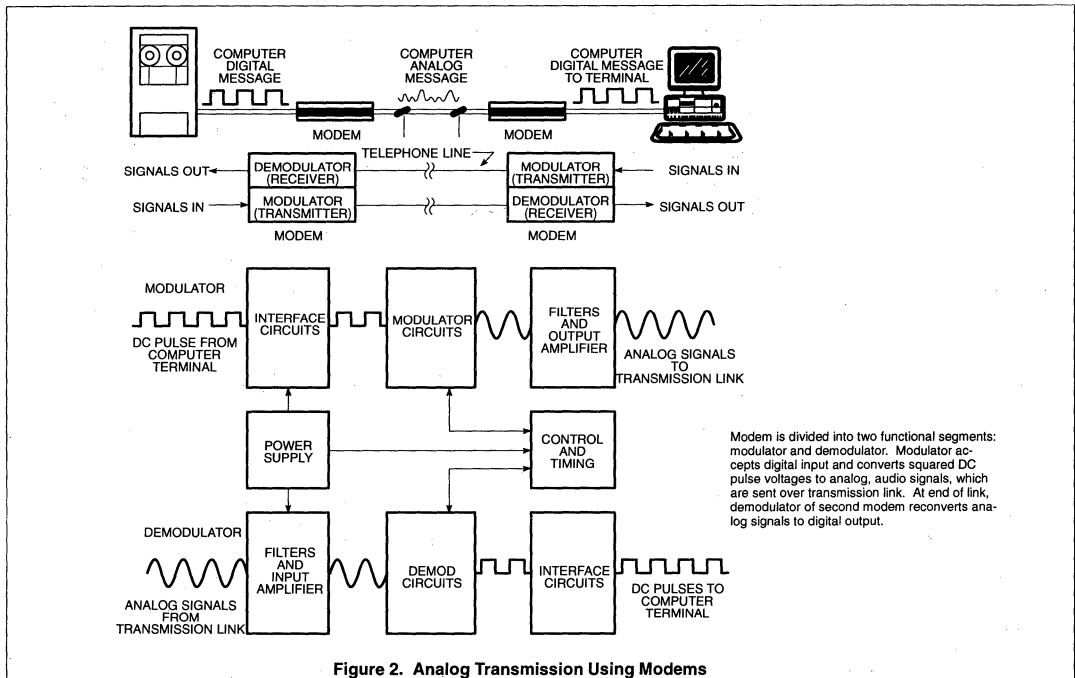 COMPUTER
DIGITAL
MESSAGE
COMPUTER
ANALOG
MESSAGE
COMPUTER
DIGITAL MESSAGE
TO TERMINAL
MODEM
MODEM
TELEPHONE LINE
SIGNALS OUT
DEMODULATOR
(RECEIVER)
MODULATOR
(TRANSMITTER)
SIGNALS IN
SIGNALS IN
MODULATOR
(TRANSMITTER)
DEMODULATOR
(RECEIVER)
SIGNALS OUT
MODEM
MODEM
MODULATOR
DC PULSE FROM
COMPUTER
TERMINAL
INTERFACE
CIRCUITS
MODULATOR
CIRCUITS
FILTERS
AND
OUTPUT
AMPLIFIER
ANALOG SIGNALS
TO
TRANSMISSION LINK
POWER
SUPPLY
CONTROL
AND
TIMING
Modem is divided into two functional segments:
modulator and demodulator. Modulator ac-
cepts digital input and converts squared DC
pulse voltages to analog, audio signals, which
are sent over transmission link. At end of link,
demodulator of second modem reconverts ana-
log signals to digital output.
DEMODULATOR
ANALOG SIGNALS
FROM
TRANSMISSION LINK
FILTERS
AND
INPUT
AMPLIFIER
DEMOD
CIRCUITS
INTERFACE
CIRCUITS
DC PULSES TO
COMPUTER
TERMINAL
Figure 2. Analog Transmission Using Modems